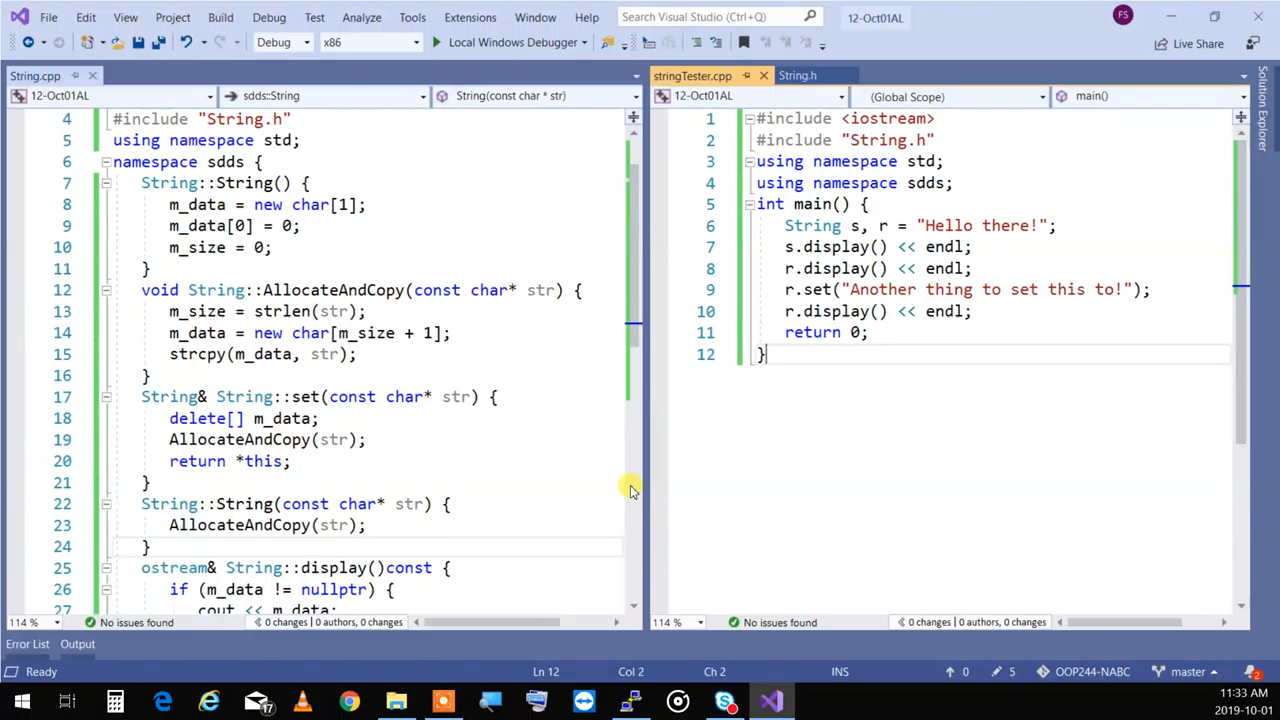 File Edit View Project Build Debug Test Analyze Tools Extensions Window Help Search Visual Studio (Ctrl+Q) 12-Oct01AL FS
Debug x86 Local Windows Debugger Live Share
String.cpp
12-Oct01AL sdds::String String(const char * str)
4 #include "String.h"
5 using namespace std;
6 namespace sdds {
7 String::String() {
8 m_data = new char[1];
9 m_data[0] = 0;
10 m_size = 0;
11 }
12 void String::AllocateAndCopy(const char* str) {
13 m_size = strlen(str);
14 m_data = new char[m_size + 1];
15 strcpy(m_data, str);
16 }
17 String& String::set(const char* str) {
18 delete[] m_data;
19 AllocateAndCopy(str);
20 return *this;
21 }
22 String::String(const char* str) {
23 AllocateAndCopy(str);
24 }
25 ostream& String::display()const {
26 if (m_data != nullptr) {
27 cout << m_data;
114 % No issues found 0 changes | 0 authors, 0 changes
stringTester.cpp String.h
12-Oct01AL (Global Scope) main()
1 #include <iostream>
2 #include "String.h"
3 using namespace std;
4 using namespace sdds;
5 int main() {
6 String s, r = "Hello there!";
7 s.display() << endl;
8 r.display() << endl;
9 r.set("Another thing to set this to!");
10 r.display() << endl;
11 return 0;
12 }
114 % No issues found 0 changes | 0 authors, 0 changes
Solution Explorer
Error List Output
Ready Ln 12 Col 2 Ch 2 INS 0 5 OOP244-NABC master 2
17 11:33 AM
2019-10-01